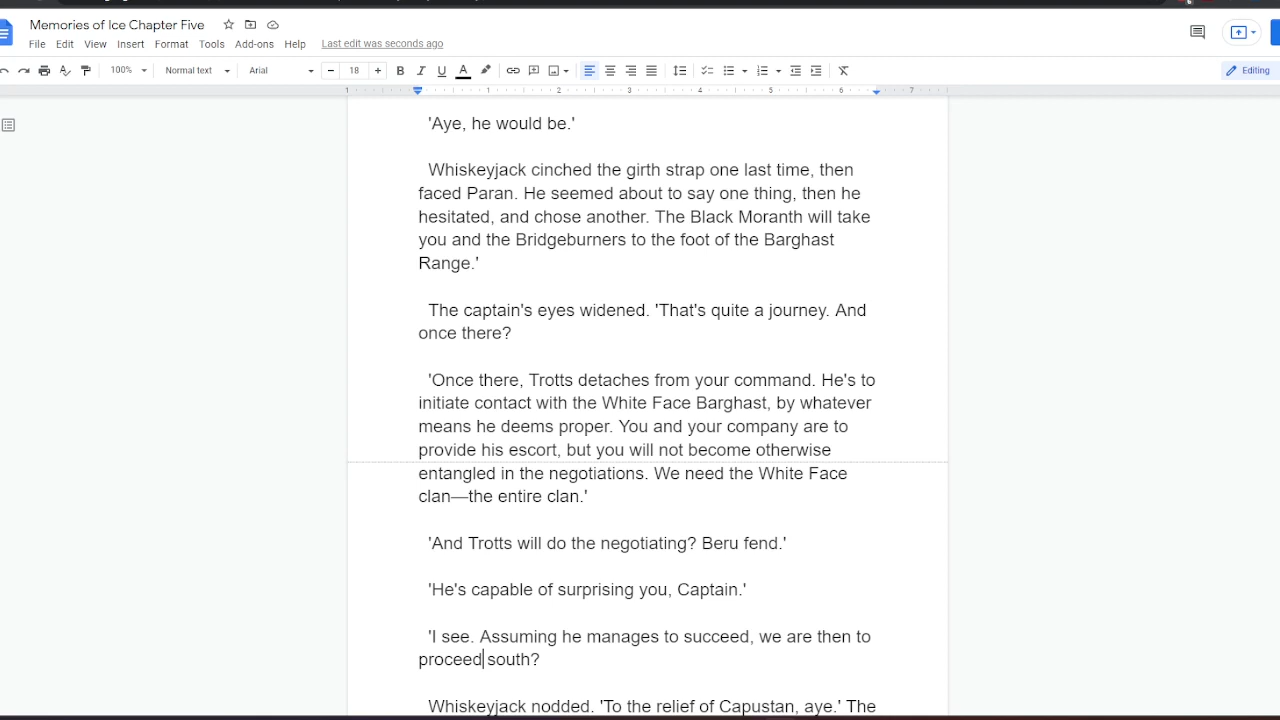 Memories of Ice Chapter Five
File Edit View Insert Format Tools Add-ons Help Last edit was seconds ago
100% Normal text Arial 18 B I U A Editing
1 1 2 3 4 5 6 7
'Aye, he would be.'
Whiskeyjack cinched the girth strap one last time, then
faced Paran. He seemed about to say one thing, then he
hesitated, and chose another. The Black Moranth will take
you and the Bridgeburners to the foot of the Barghast
Range.'
The captain's eyes widened. 'That's quite a journey. And
once there?
'Once there, Trotts detaches from your command. He's to
initiate contact with the White Face Barghast, by whatever
means he deems proper. You and your company are to
provide his escort, but you will not become otherwise
entangled in the negotiations. We need the White Face
clan—the entire clan.'
'And Trotts will do the negotiating? Beru fend.'
'He's capable of surprising you, Captain.'
'I see. Assuming he manages to succeed, we are then to
proceed south?
Whiskeyjack nodded. 'To the relief of Capustan, aye.' The